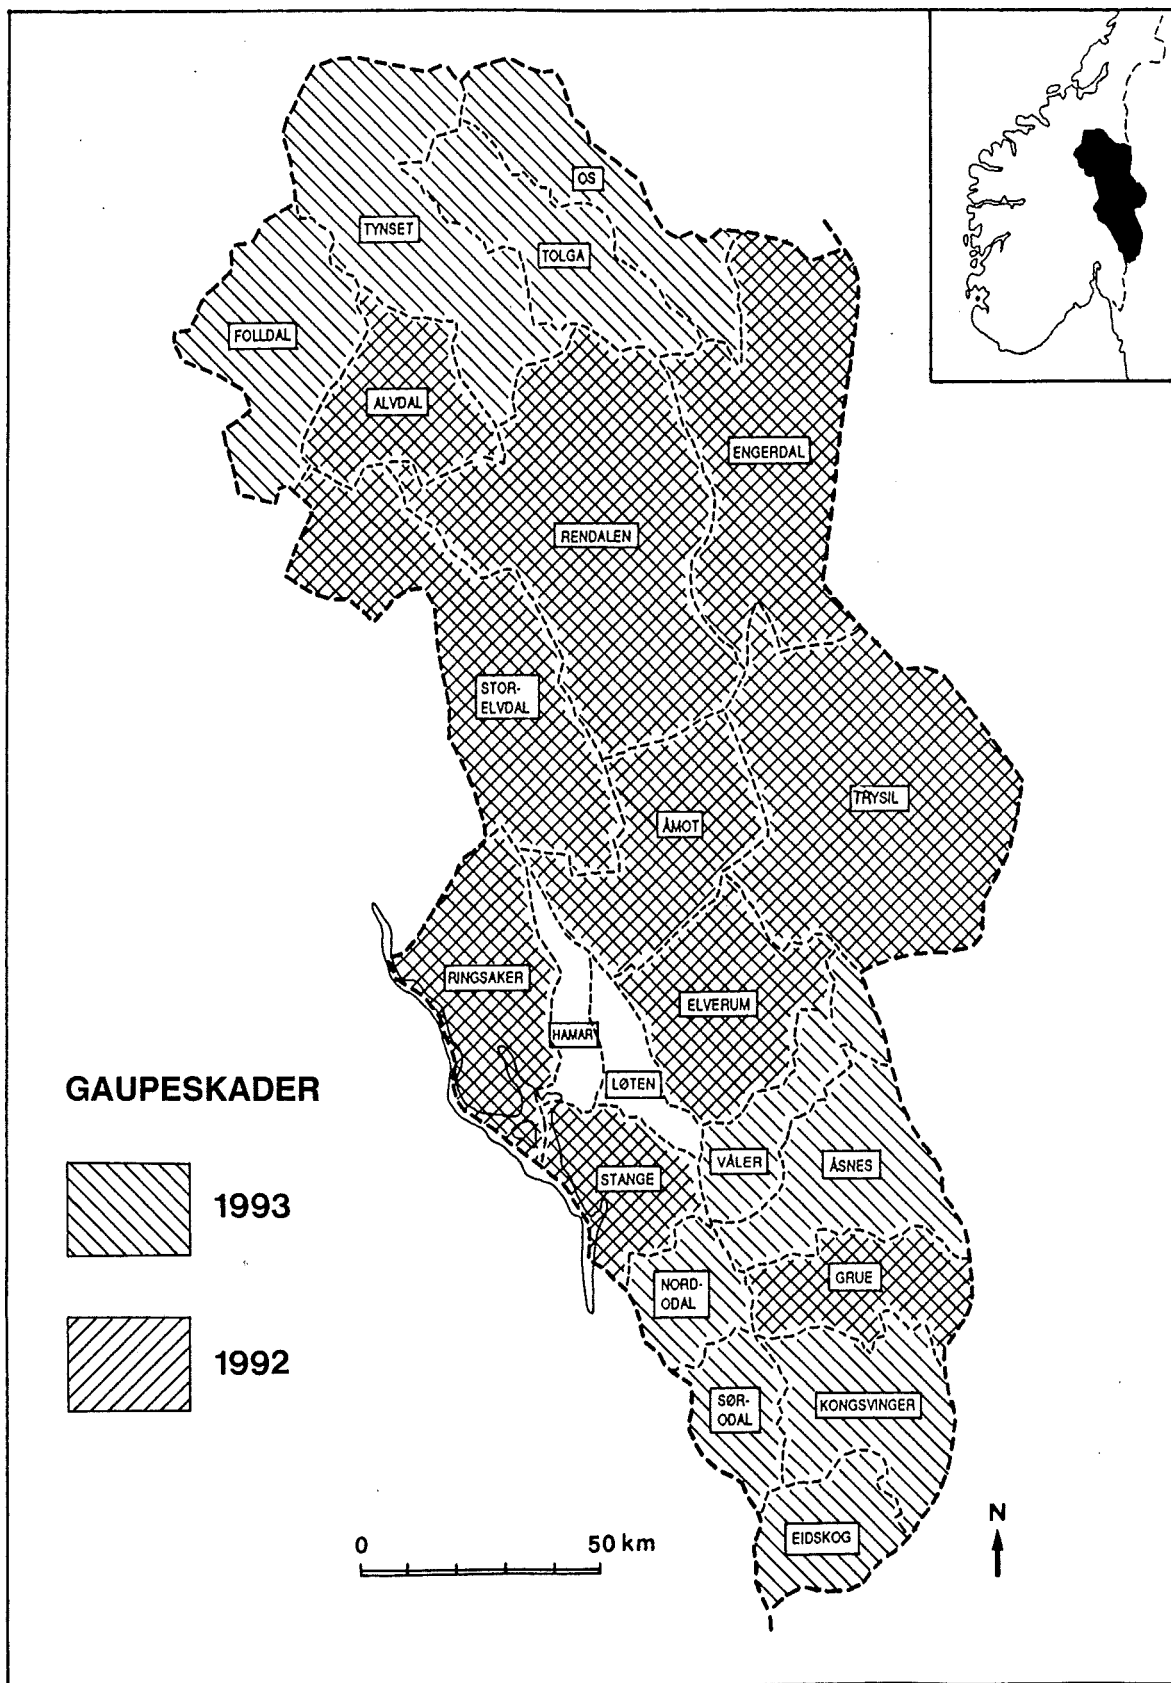 OS
TYNSET
TOLGA
FOLLDAL
ALVDAL
ENGERDAL
RENDALEN
STOR-
ELVDAL
TRYSIL
ÅMOT
RINGSAKER
ELVERUM
HAMAR
LØTEN
GAUPESKADER
VÅLER
ÅSNES
STANGE
1993
GRUE
NORD-
ODAL
1992
SØR-
ODAL
KONGSVINGER
EIDSKOG
N
0
50 km